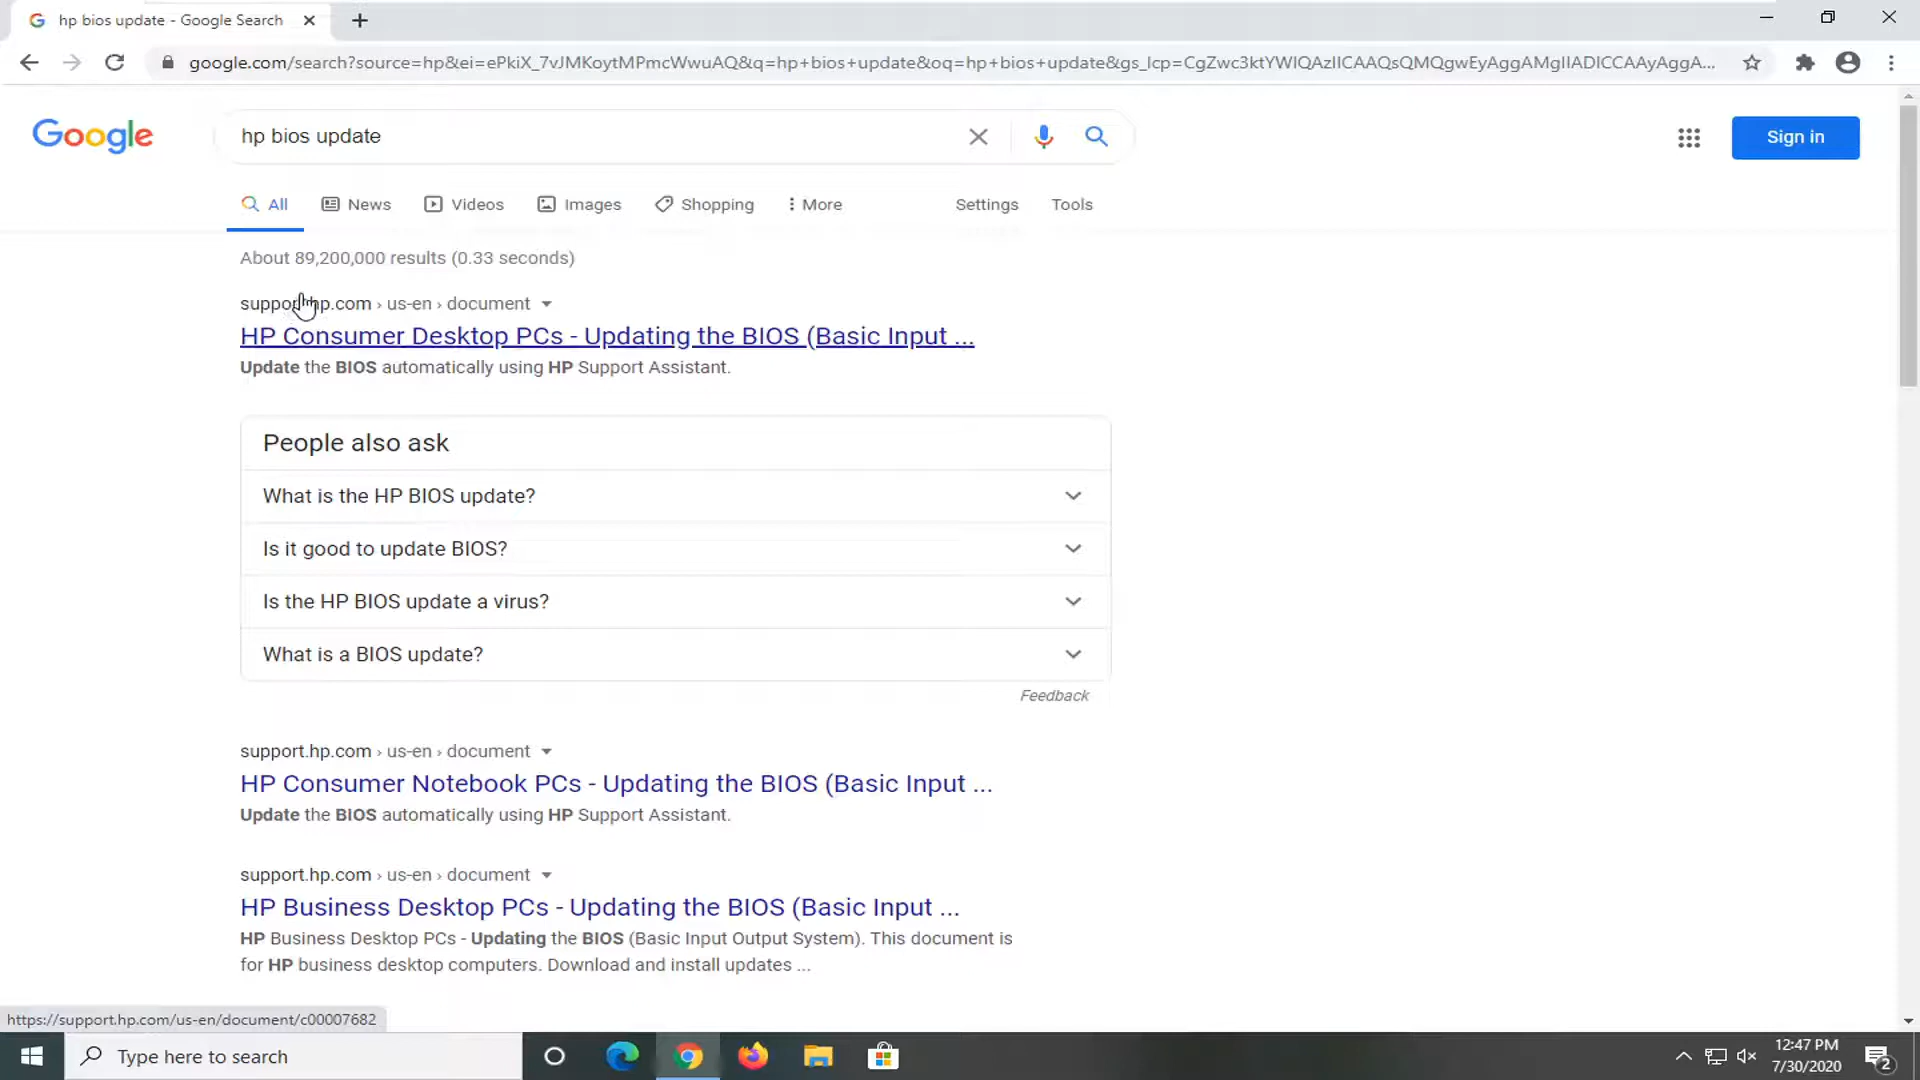 hp bios update - Google Search
google.com/search?source=hp&ei=ePkiX_7vJMKoytMPmcWwuAQ&q=hp+bios+update&oq=hp+bios+update&gs_lcp=CgZwc3ktYWIQAzIICAAQsQMQgwEyAggAMgIIADICCAAyAggA...
Google
hp bios update
Sign in
All News Videos Images Shopping More Settings Tools
About 89,200,000 results (0.33 seconds)
support.hp.com › us-en › document
HP Consumer Desktop PCs - Updating the BIOS (Basic Input ...
Update the BIOS automatically using HP Support Assistant.
People also ask
What is the HP BIOS update?
Is it good to update BIOS?
Is the HP BIOS update a virus?
What is a BIOS update?
Feedback
support.hp.com › us-en › document
HP Consumer Notebook PCs - Updating the BIOS (Basic Input ...
Update the BIOS automatically using HP Support Assistant.
support.hp.com › us-en › document
HP Business Desktop PCs - Updating the BIOS (Basic Input ...
HP Business Desktop PCs - Updating the BIOS (Basic Input Output System). This document is
for HP business desktop computers. Download and install updates ...
https://support.hp.com/us-en/document/c00007682
Type here to search
12:47 PM
7/30/2020
2